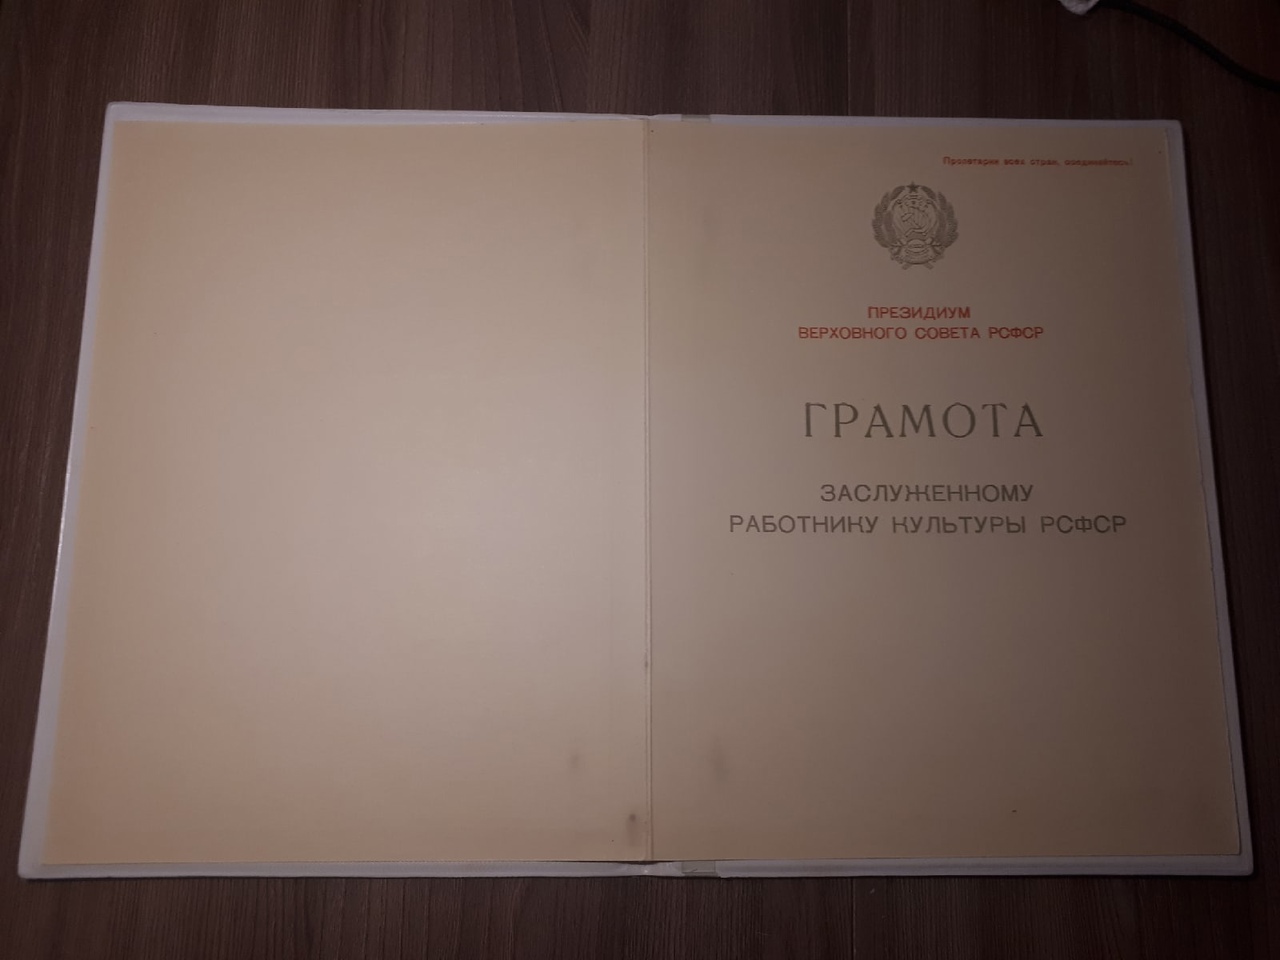 Пролетарии всех стран, соединяйтесь!
ПРЕЗИДИУМ
ВЕРХОВНОГО СОВЕТА РСФСР
ГРАМОТА
ЗАСЛУЖЕННОМУ
РАБОТНИКУ КУЛЬТУРЫ РСФСР